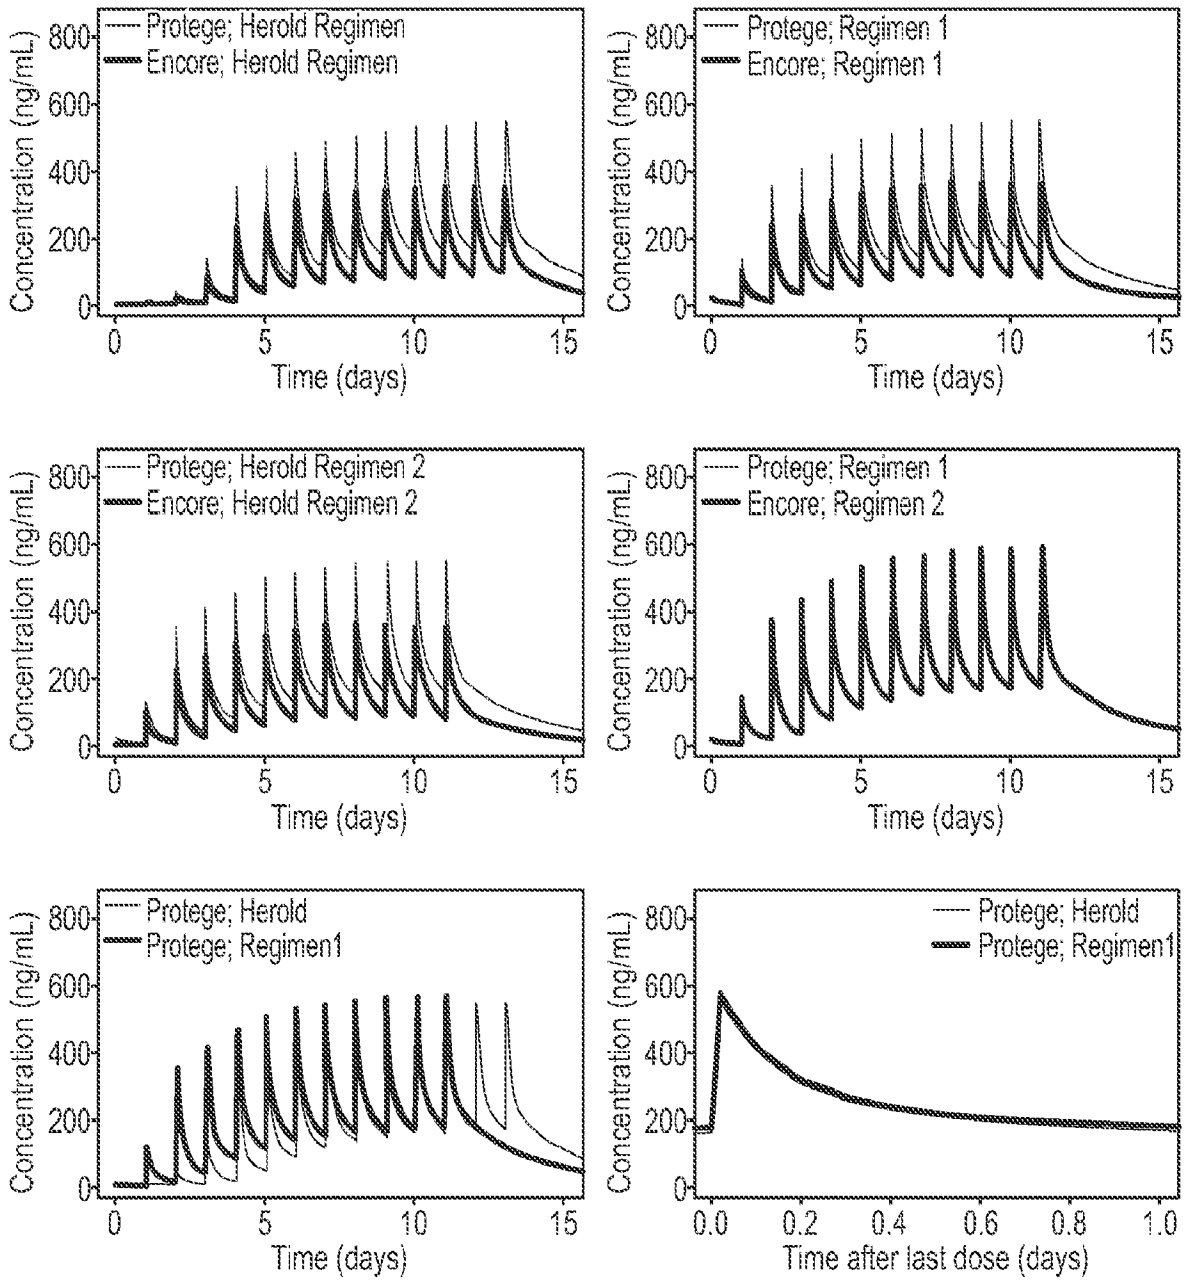 Protege; Herold Regimen
Encore; Herold Regimen
Concentration (ng/mL)
800
600
400
200
0
0 5 10 15
Time (days)
Protege; Regimen 1
Encore; Regimen 1
Concentration (ng/mL)
800
600
400
200
0
0 5 10 15
Time (days)
Protege; Herold Regimen 2
Encore; Herold Regimen 2
Concentration (ng/mL)
800
600
400
200
0
0 5 10 15
Time (days)
Protege; Regimen 1
Encore; Regimen 2
Concentration (ng/mL)
800
600
400
200
0
0 5 10 15
Time (days)
Protege; Herold
Protege; Regimen1
Concentration (ng/mL)
800
600
400
200
0
0 5 10 15
Time (days)
Protege; Herold
Protege; Regimen1
Concentration (ng/mL)
800
600
400
200
0
0.0 0.2 0.4 0.6 0.8 1.0
Time after last dose (days)